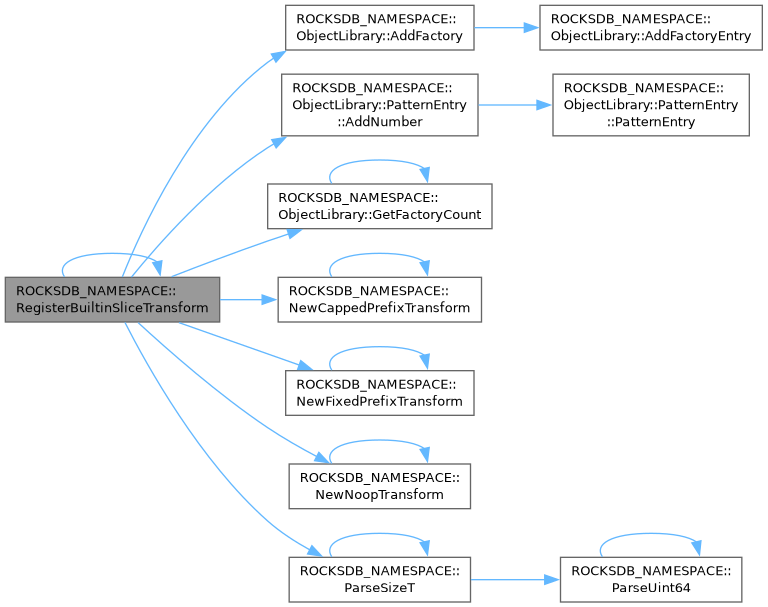 ROCKSDB_NAMESPACE::
ObjectLibrary::AddFactory
ROCKSDB_NAMESPACE::
ObjectLibrary::AddFactoryEntry
ROCKSDB_NAMESPACE::
ObjectLibrary::PatternEntry
::AddNumber
ROCKSDB_NAMESPACE::
ObjectLibrary::PatternEntry
::PatternEntry
ROCKSDB_NAMESPACE::
ObjectLibrary::GetFactoryCount
ROCKSDB_NAMESPACE::
RegisterBuiltinSliceTransform
ROCKSDB_NAMESPACE::
NewCappedPrefixTransform
ROCKSDB_NAMESPACE::
NewFixedPrefixTransform
ROCKSDB_NAMESPACE::
NewNoopTransform
ROCKSDB_NAMESPACE::
ParseSizeT
ROCKSDB_NAMESPACE::
ParseUint64